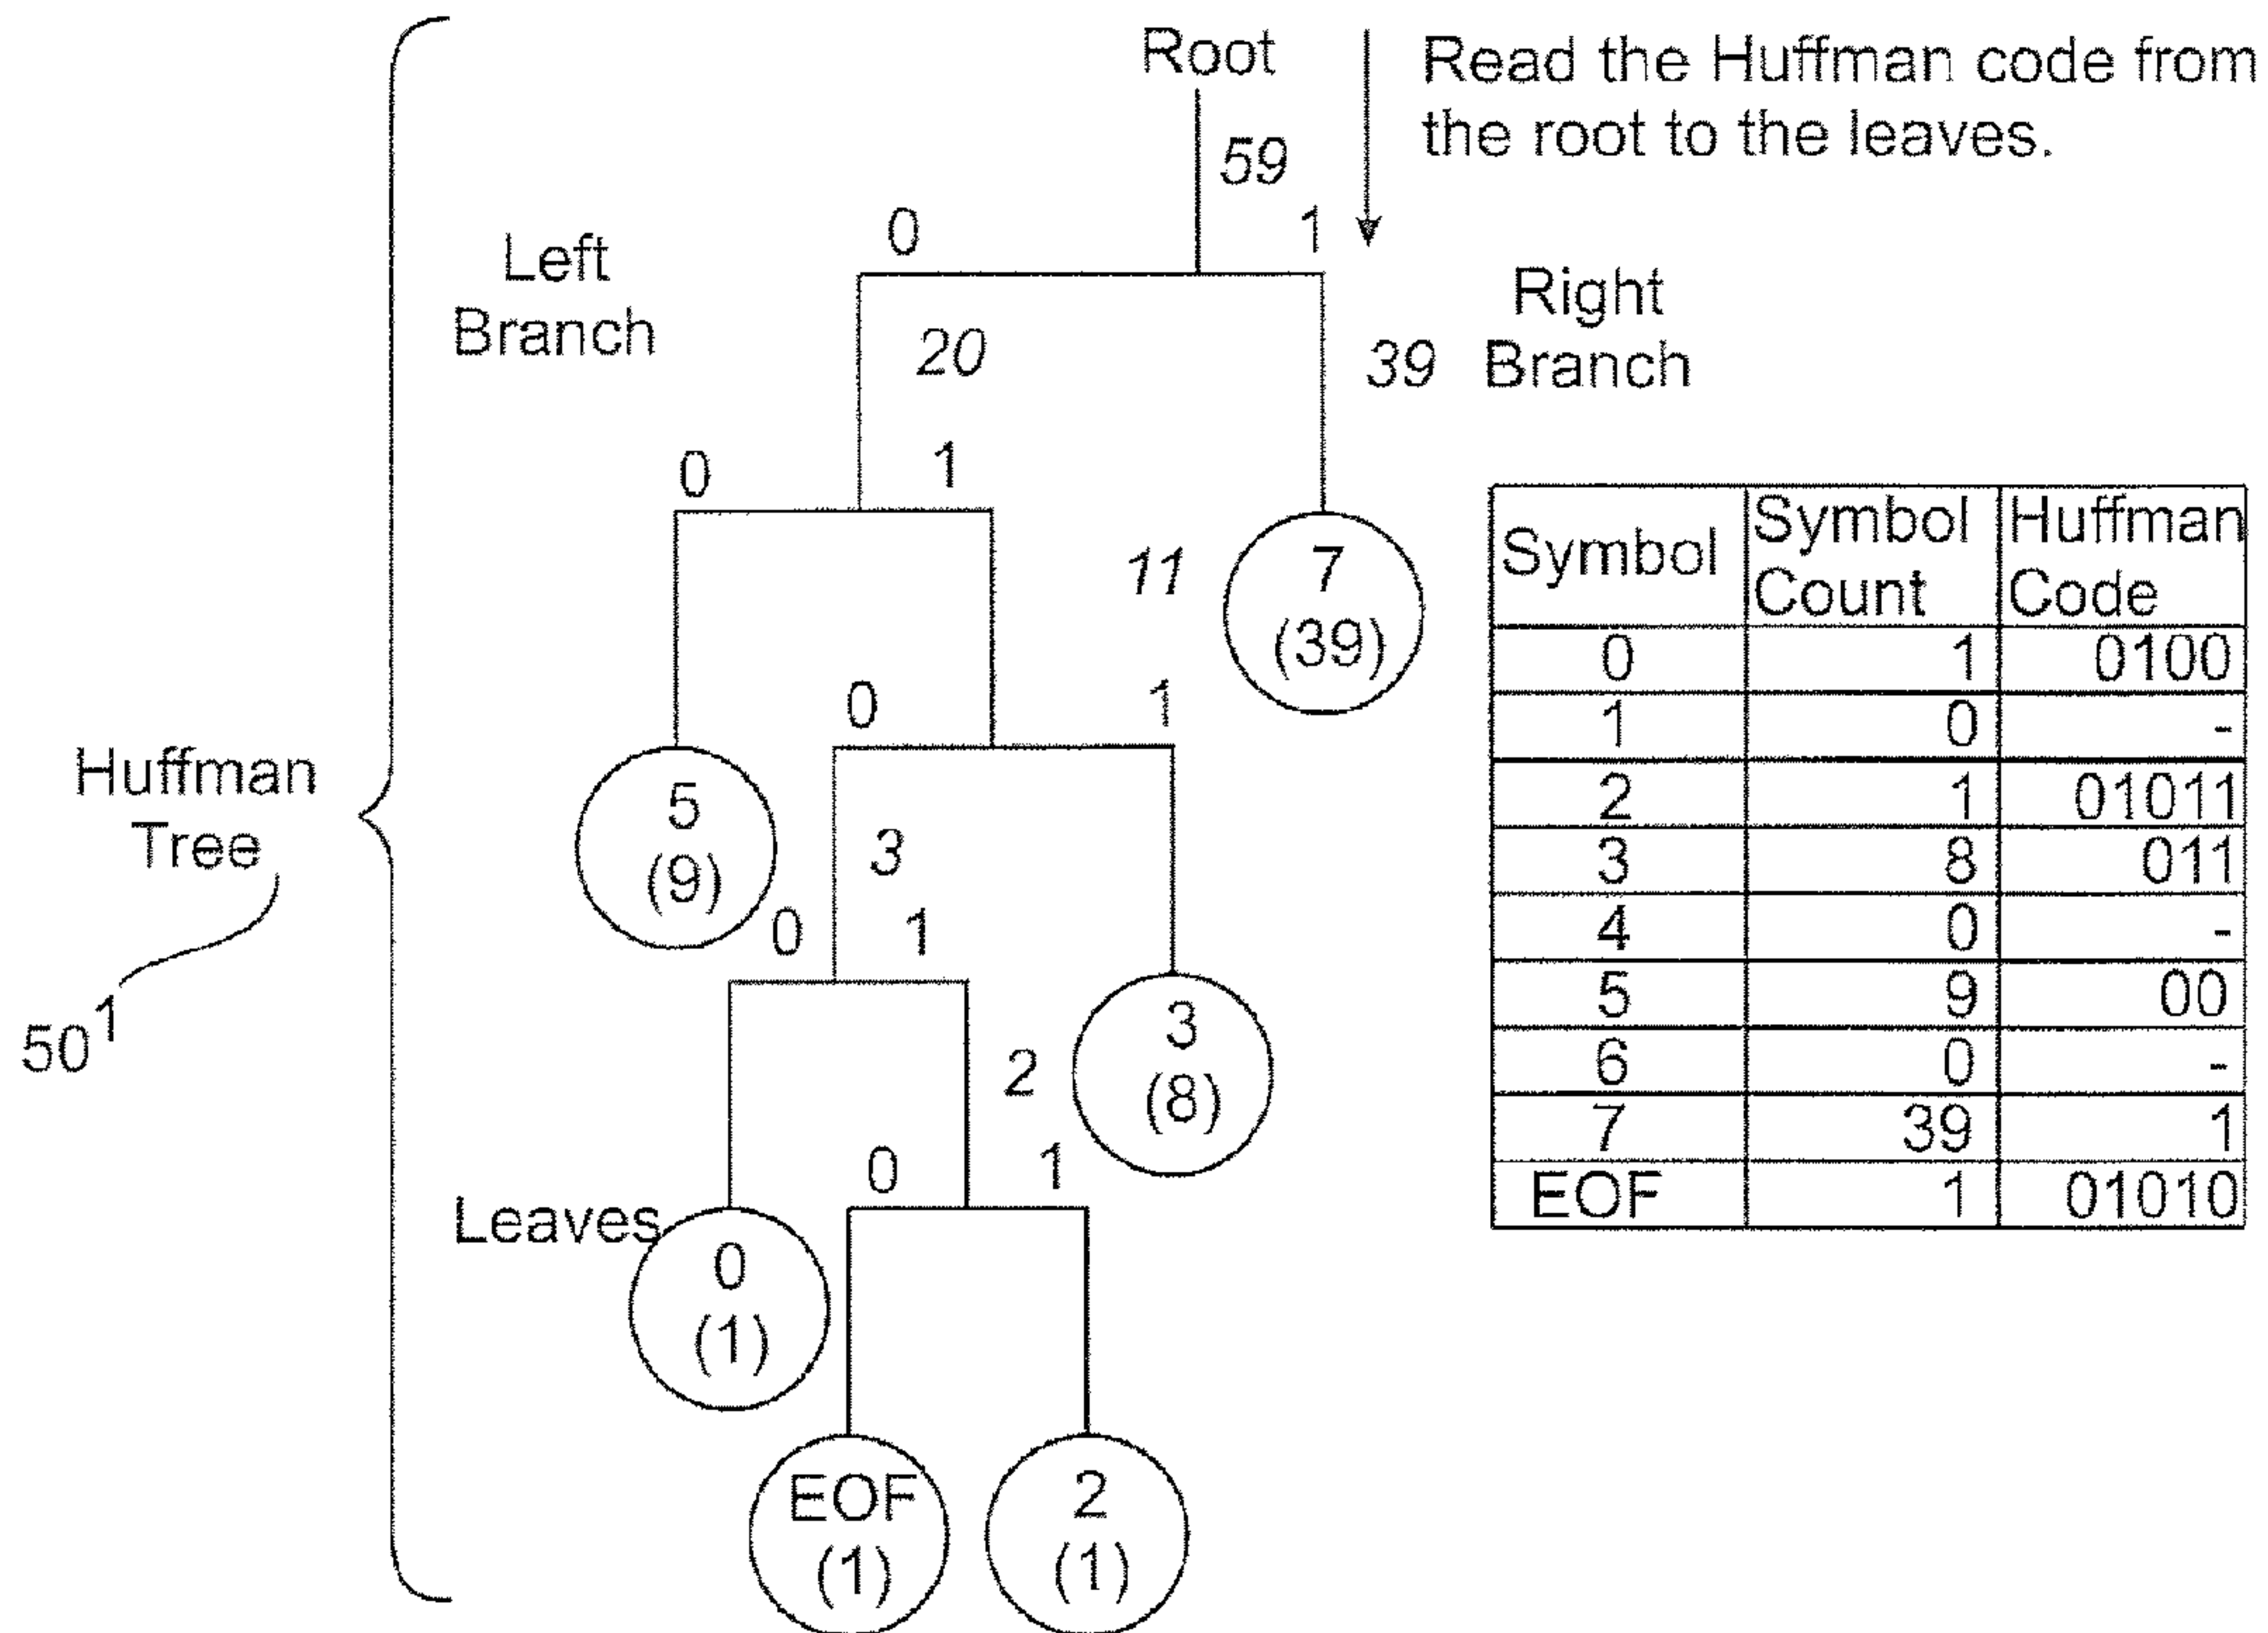 Root
Read the Huffman code from
the root to the leaves.
59
0
1
Left
Branch
Right
Branch
20
39
0
1
11
7
(39)
0
1
Huffman
Tree
5
(9)
3
0
1
50¹
3
(8)
2
0
1
Leaves
0
(1)
EOF
(1)
2
(1)
Symbol Symbol Count Huffman Code
0 1 0100
1 0 -
2 1 01011
3 8 011
4 0 -
5 9 00
6 0 -
7 39 1
EOF 1 01010